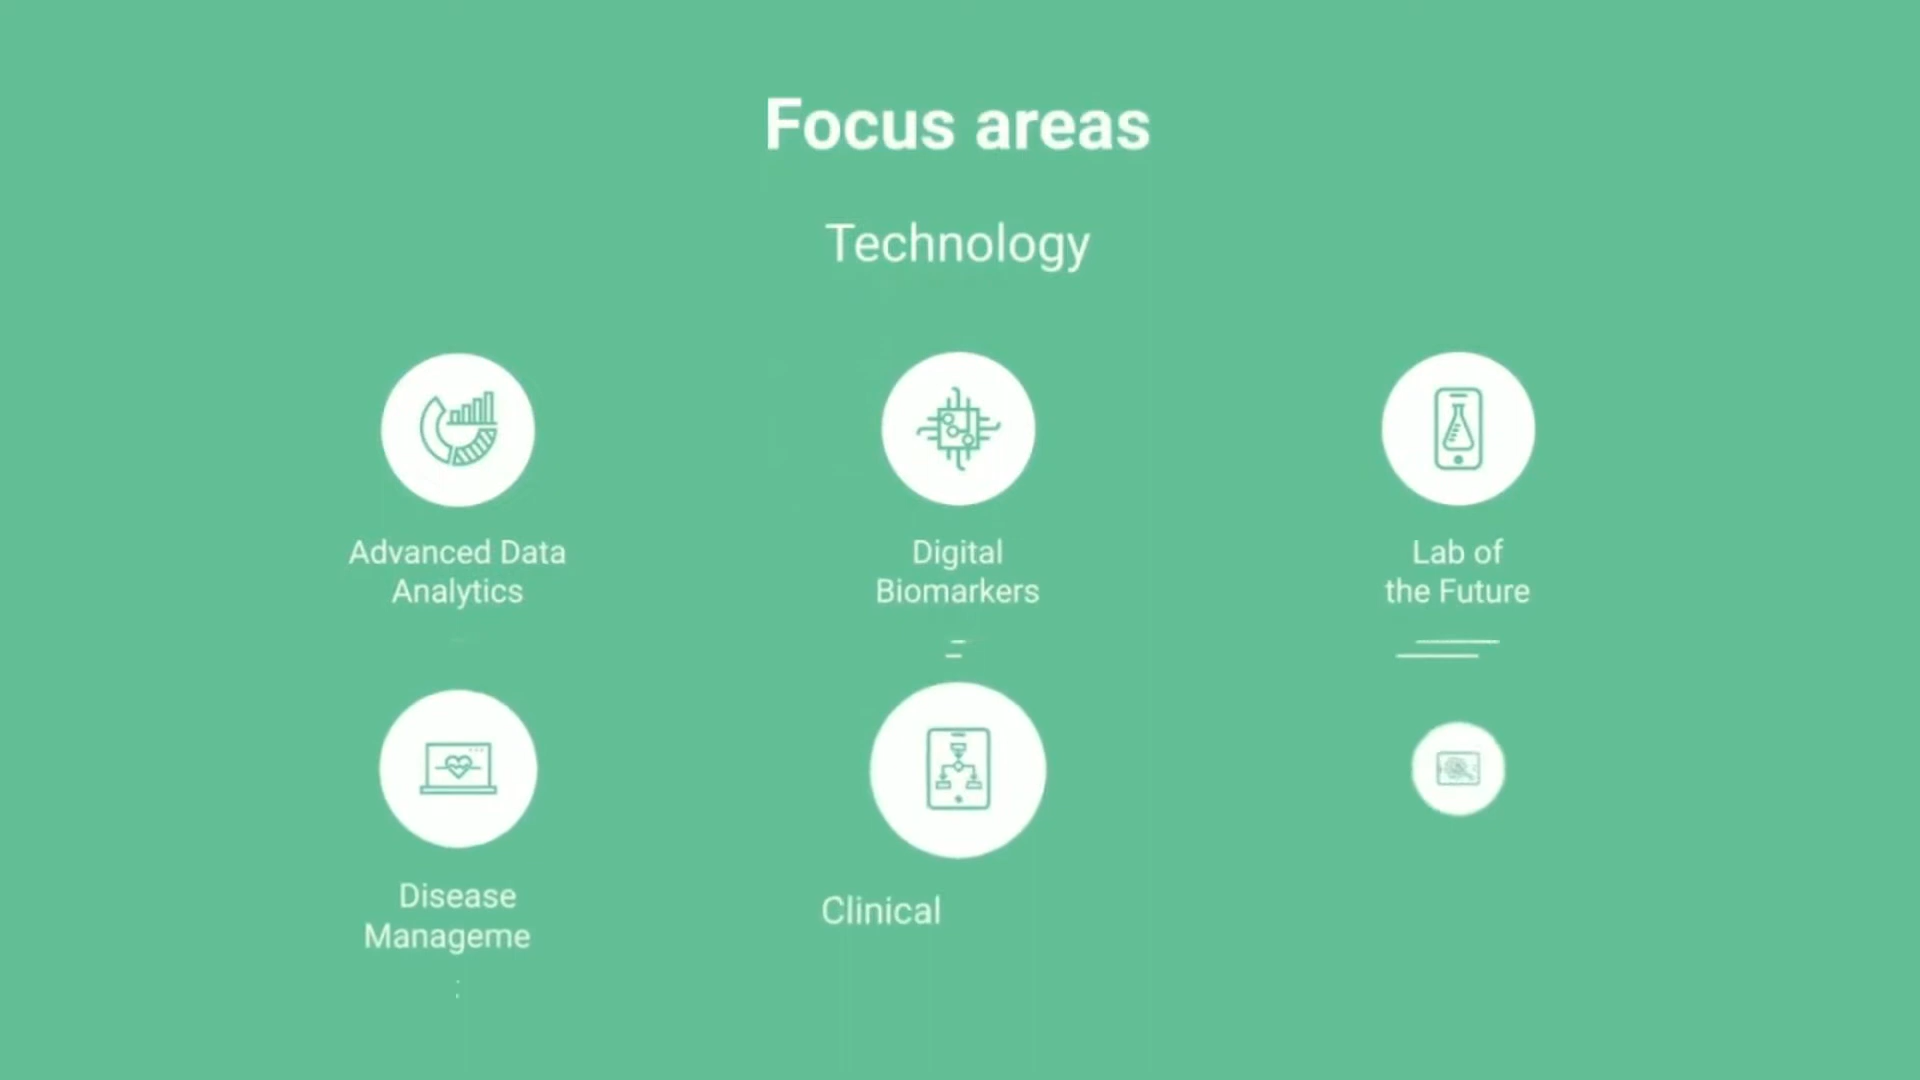 Focus areas
Technology
Advanced Data
Analytics
Digital
Biomarkers
Lab of
the Future
Disease
Manageme
Clinical